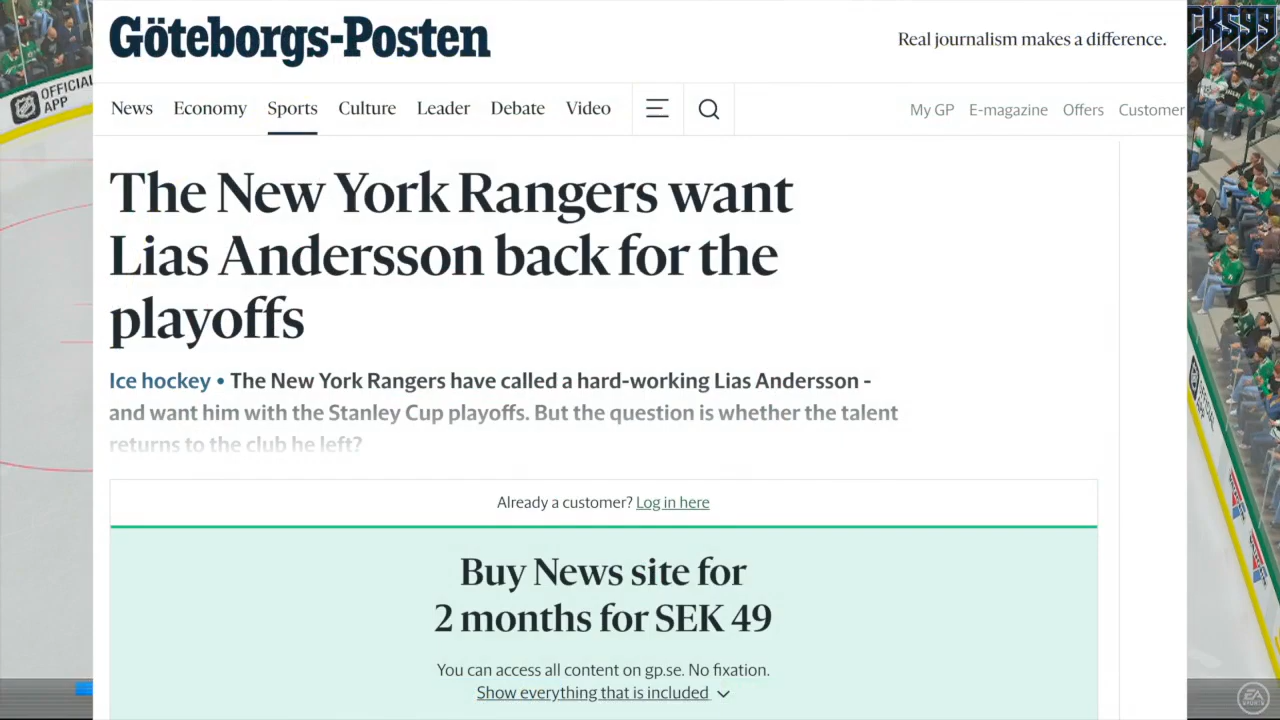 Göteborgs-Posten
Real journalism makes a difference.
CKS99
OFFICIAL
APP
News Economy Sports Culture Leader Debate Video
My GP E-magazine Offers Customer
The New York Rangers want
Lias Andersson back for the
playoffs
Ice hockey • The New York Rangers have called a hard-working Lias Andersson -
and want him with the Stanley Cup playoffs. But the question is whether the talent
returns to the club he left?
Already a customer? Log in here
Buy News site for
2 months for SEK 49
You can access all content on gp.se. No fixation.
Show everything that is included
EA
SPORTS